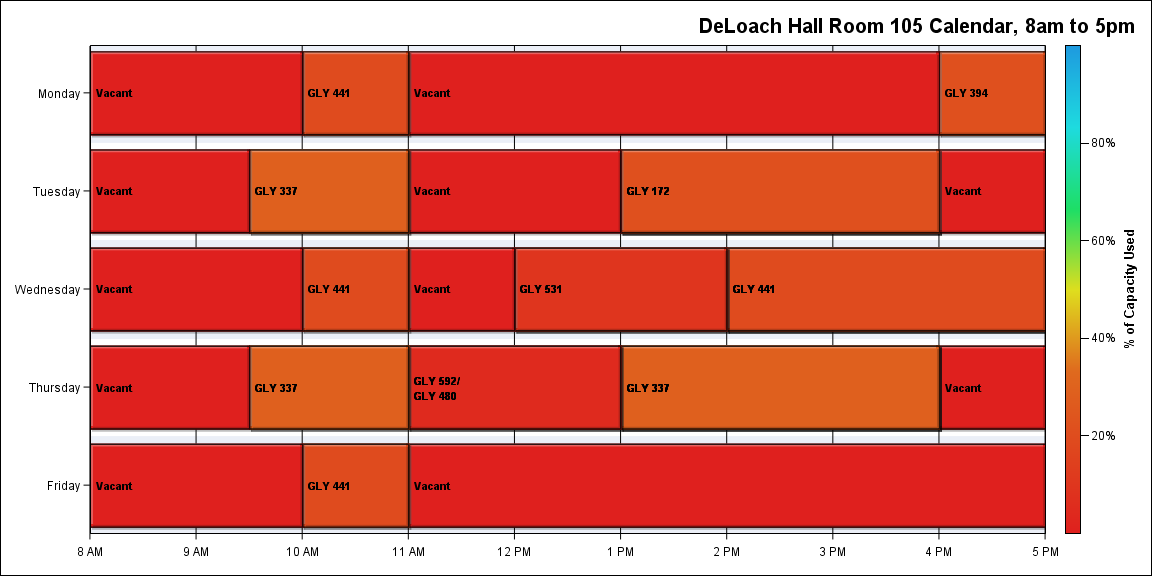 DeLoach Hall Room 105 Calendar, 8am to 5pm
Monday
Vacant
GLY 441
Vacant
GLY 394
Tuesday
Vacant
GLY 337
Vacant
GLY 172
Vacant
Wednesday
Vacant
GLY 441
Vacant
GLY 531
GLY 441
Thursday
Vacant
GLY 337
GLY 592/
GLY 480
GLY 337
Vacant
Friday
Vacant
GLY 441
Vacant
8 AM
9 AM
10 AM
11 AM
12 PM
1 PM
2 PM
3 PM
4 PM
5 PM
80%
60%
40%
20%
% of Capacity Used